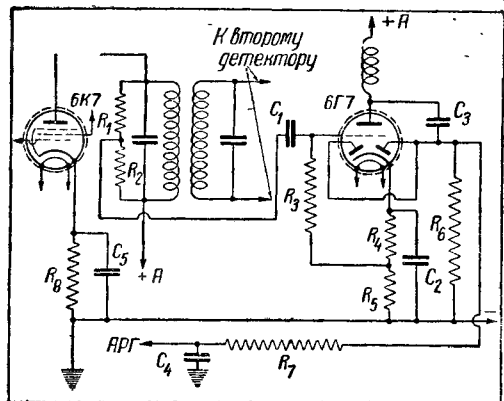 К второму
детектору
+А
6К7
6Г7
R1
R2
C1
C3
R3
R4
R6
C2
R5
C5
R8
+А
АРГ
C4
R7
−